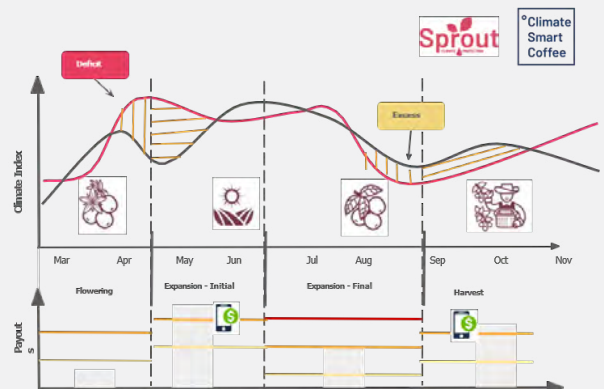 Sprout
°Climate
Smart
Coffee
Deficit
Excess
Climate Index
Mar
Apr
May
Jun
Jul
Aug
Sep
Oct
Nov
Flowering
Expansion - Initial
Expansion - Final
Harvest
Payout
s
$
$